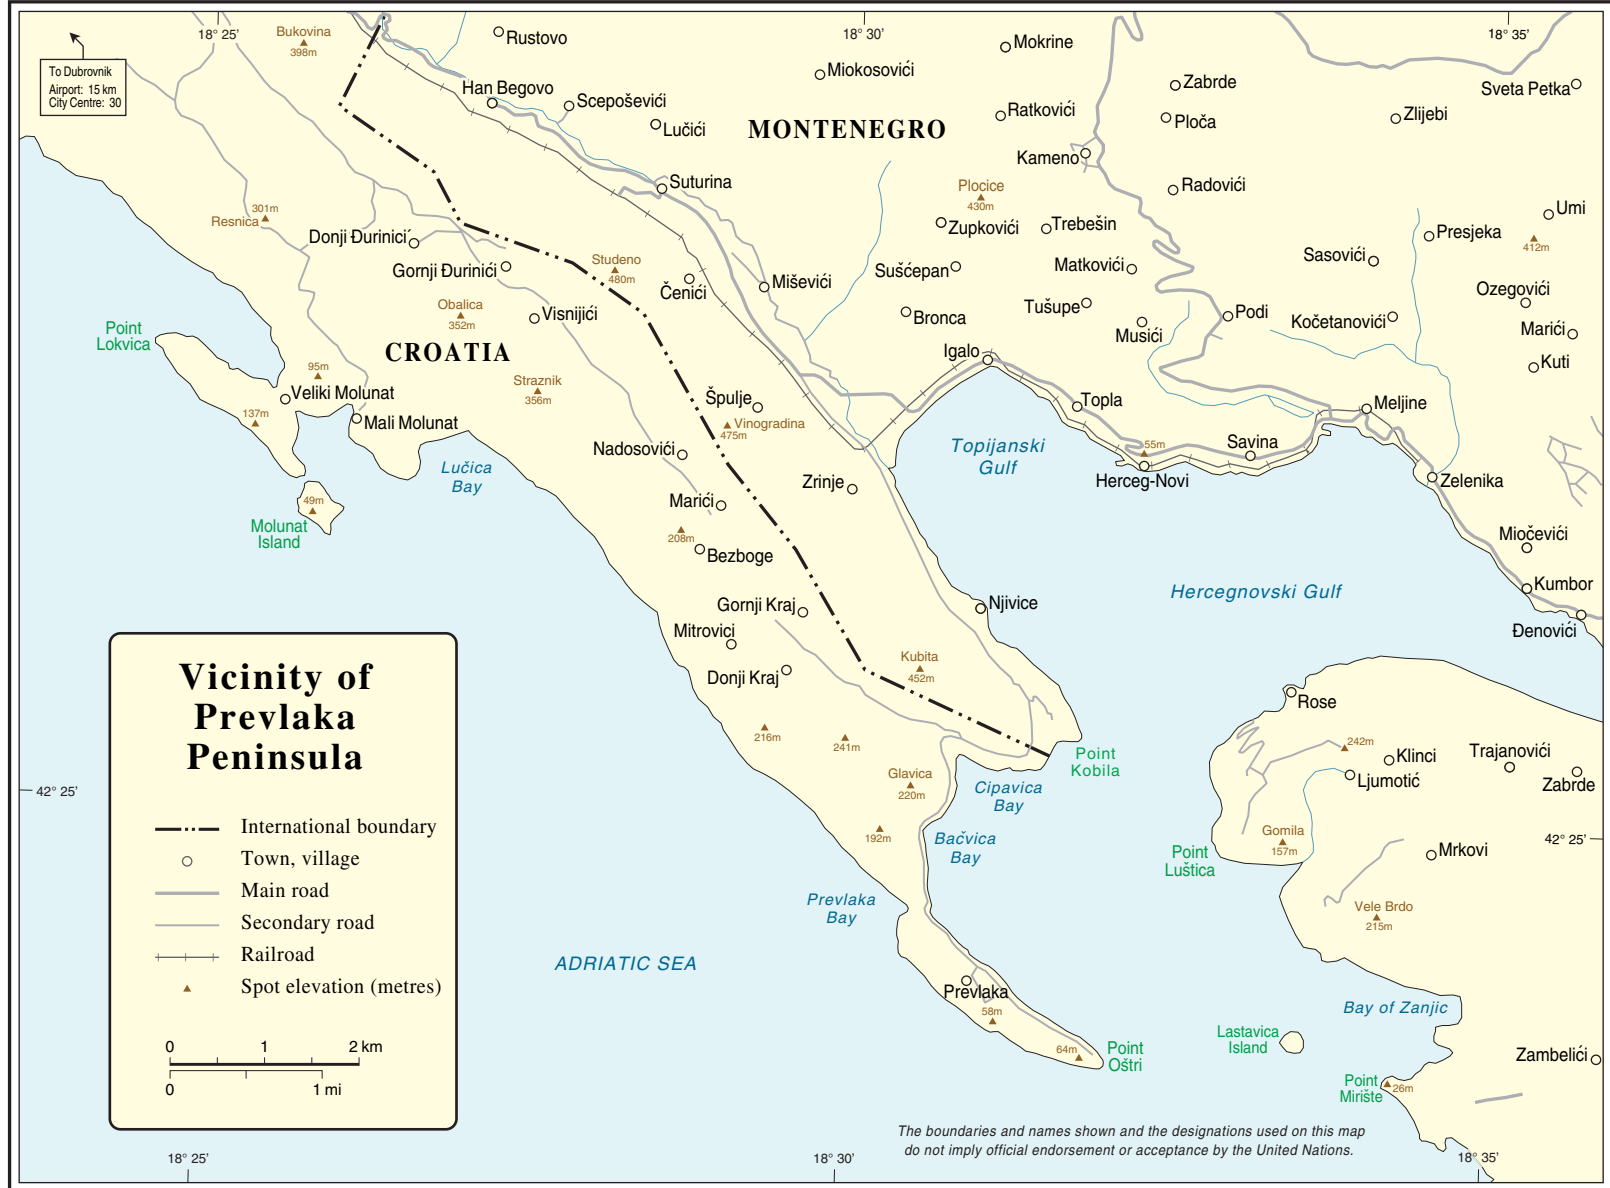 18° 25’
18° 30’
18° 35’
Bukovina
398m
To Dubrovnik
Airport: 15 km
City Centre: 30
Rustovo
Mokrine
Miokosovići
Han Begovo
Scepoševići
Lučići
MONTENEGRO
Ratkovići
Zabrde
Ploča
Zlijebi
Sveta Petka
Kameno
Suturina
Plocice
430m
Radovići
301m
Resnica
Donji Đurinići
Gornji Đurinići
Studeno
480m
Zupkovići
Trebešin
Umi
412m
Presjeka
Sasovići
Sušćepan
Matkovići
Čenići
Miševići
Obalica
352m
Visnijići
Bronca
Tušupe
Musići
Podi
Kočetanovići
Ozegovići
Marići
Kuti
Point
Lokvica
CROATIA
Igalo
95m
Veliki Molunat
137m
Mali Molunat
Straznik
356m
Špulje
Vinogradina
475m
Topla
Meljine
Nadosovići
Lučica
Bay
Topijanski
Gulf
55m
Herceg-Novi
Savina
Zelenika
Zrinje
49m
Molunat
Island
Marići
208m
Bezboge
Miočevići
Kumbor
Đenovići
Hercegnovski Gulf
Gornji Kraj
Njivice
Mitrovici
Donji Kraj
Kubita
452m
Rose
216m
241m
Point
Kobila
242m
Klinci
Ljumotić
Trajanovići
Zabrde
Glavica
220m
Cipavica
Bay
192m
Bačvica
Bay
Gomila
157m
Point
Luštica
Mrkovi
42° 25’
42° 25’
Prevlaka
Bay
Vele Brdo
215m
ADRIATIC SEA
Prevlaka
58m
64m
Point
Oštri
Bay of Zanjic
Lastavica
Island
Zambelići
Point
Mirište
26m
Vicinity of
Prevlaka
Peninsula
International boundary
Town, village
Main road
Secondary road
Railroad
Spot elevation (metres)
0 1 2 km
0 1 mi
The boundaries and names shown and the designations used on this map
do not imply official endorsement or acceptance by the United Nations.
18° 25’
18° 30’
18° 35’